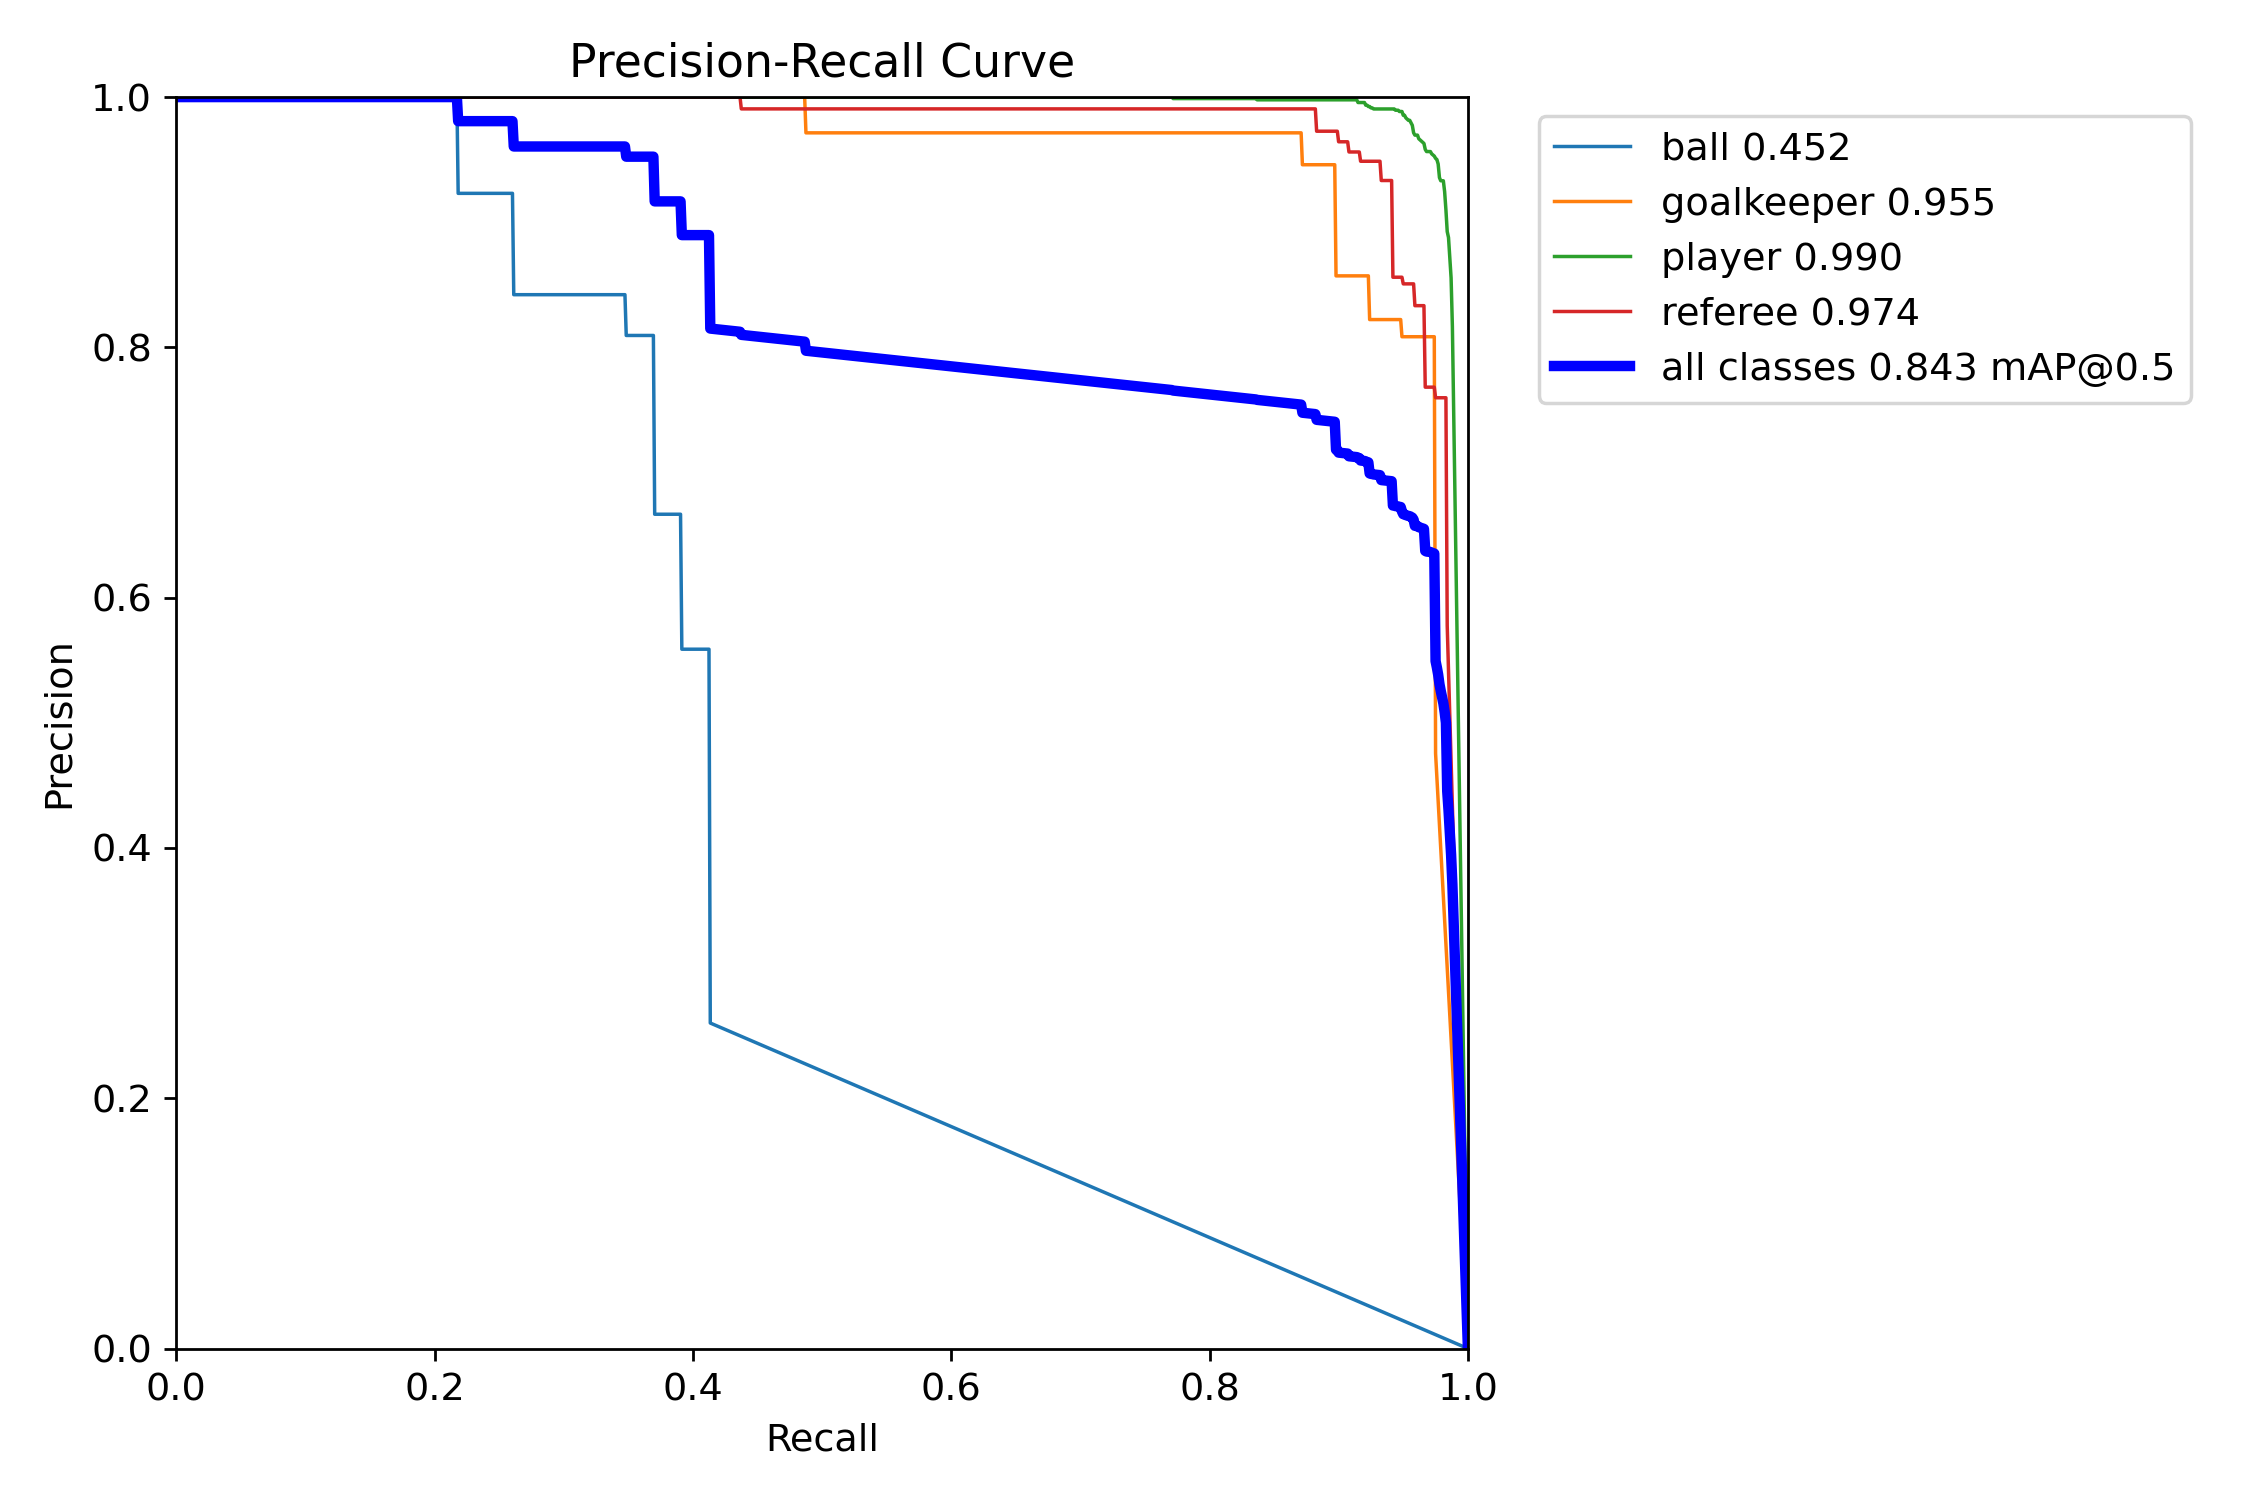 Precision-Recall Curve
1.0
0.8
0.6
0.4
0.2
0.0
Precision
0.0 0.2 0.4 0.6 0.8 1.0
Recall
ball 0.452
goalkeeper 0.955
player 0.990
referee 0.974
all classes 0.843 mAP@0.5